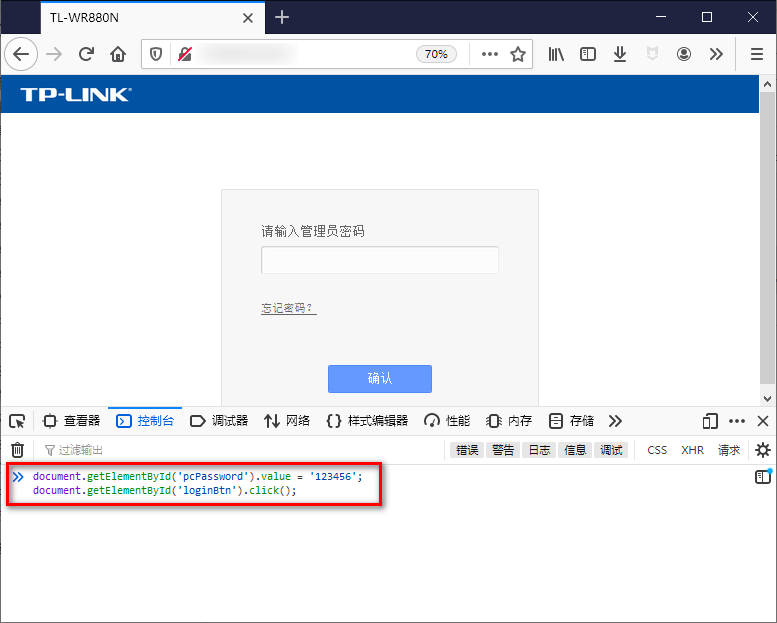 TL-WR880N
70%
TP-LINK
请输入管理员密码
忘记密码？
确认
查看器 控制台 调试器 网络 样式编辑器 性能 内存 存储
过滤输出 错误 警告 日志 信息 调试 CSS XHR 请求
document.getElementById('pcPassword').value = '123456';
document.getElementById('loginBtn').click();